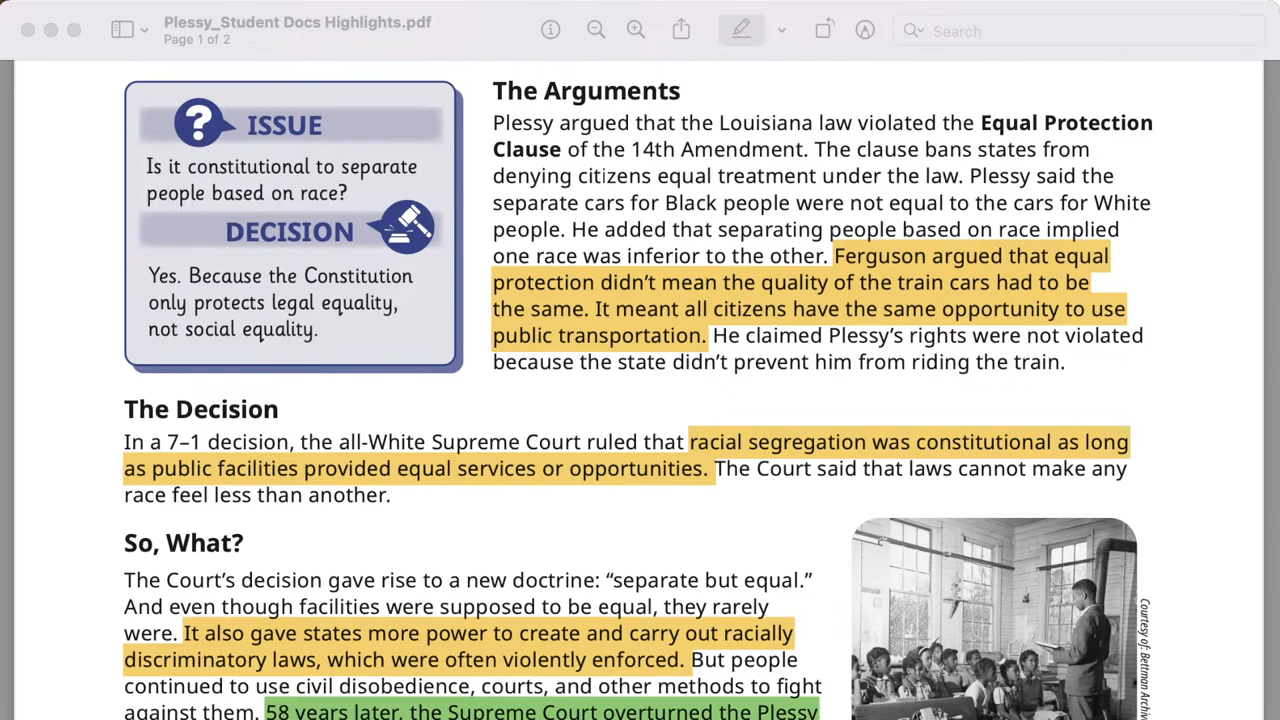 Plessy_Student Docs Highlights.pdf
Page 1 of 2
Search
ISSUE
Is it constitutional to separate
people based on race?
DECISION
Yes. Because the Constitution
only protects legal equality,
not social equality.
The Arguments
Plessy argued that the Louisiana law violated the Equal Protection
Clause of the 14th Amendment. The clause bans states from
denying citizens equal treatment under the law. Plessy said the
separate cars for Black people were not equal to the cars for White
people. He added that separating people based on race implied
one race was inferior to the other. Ferguson argued that equal
protection didn’t mean the quality of the train cars had to be
the same. It meant all citizens have the same opportunity to use
public transportation. He claimed Plessy’s rights were not violated
because the state didn’t prevent him from riding the train.
The Decision
In a 7–1 decision, the all-White Supreme Court ruled that racial segregation was constitutional as long
as public facilities provided equal services or opportunities. The Court said that laws cannot make any
race feel less than another.
So, What?
The Court’s decision gave rise to a new doctrine: “separate but equal.”
And even though facilities were supposed to be equal, they rarely
were. It also gave states more power to create and carry out racially
discriminatory laws, which were often violently enforced. But people
continued to use civil disobedience, courts, and other methods to fight
against them. 58 years later, the Supreme Court overturned the Plessy
Courtesy of: Bettman Archiv